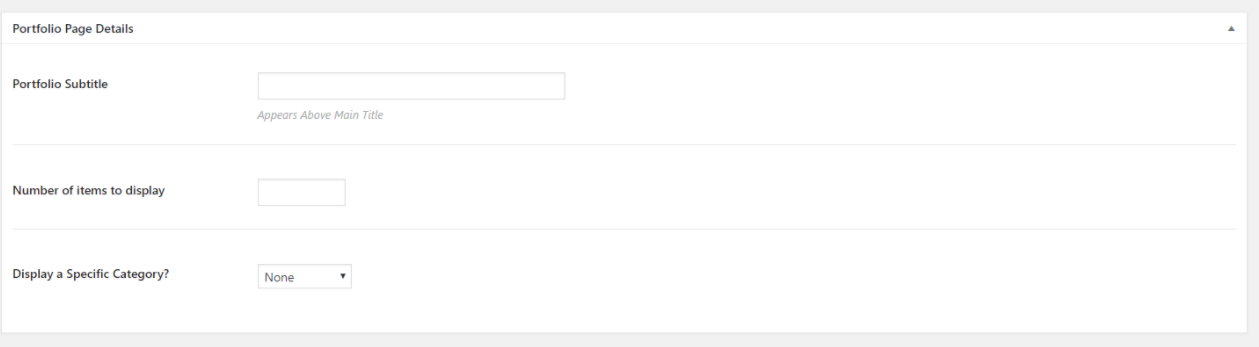 Portfolio Page Details
Portfolio Subtitle
Appears Above Main Title
Number of items to display
Display a Specific Category?
None